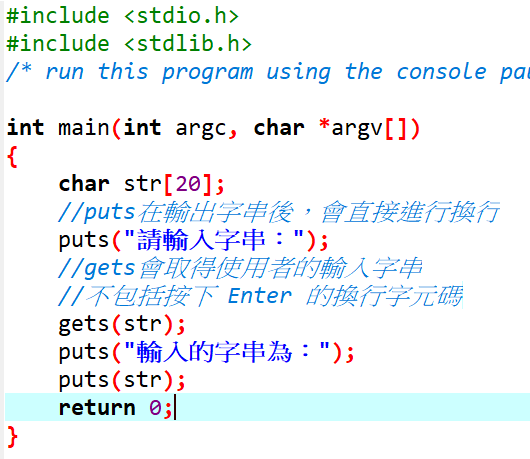 #include <stdio.h>
#include <stdlib.h>
/* run this program using the console pau
int main(int argc, char *argv[])
{
char str[20];
//puts在輸出字串後，會直接進行換行
puts("請輸入字串：");
//gets會取得使用者的輸入字串
//不包括按下 Enter 的換行字元碼
gets(str);
puts("輸入的字串為：");
puts(str);
return 0;
}